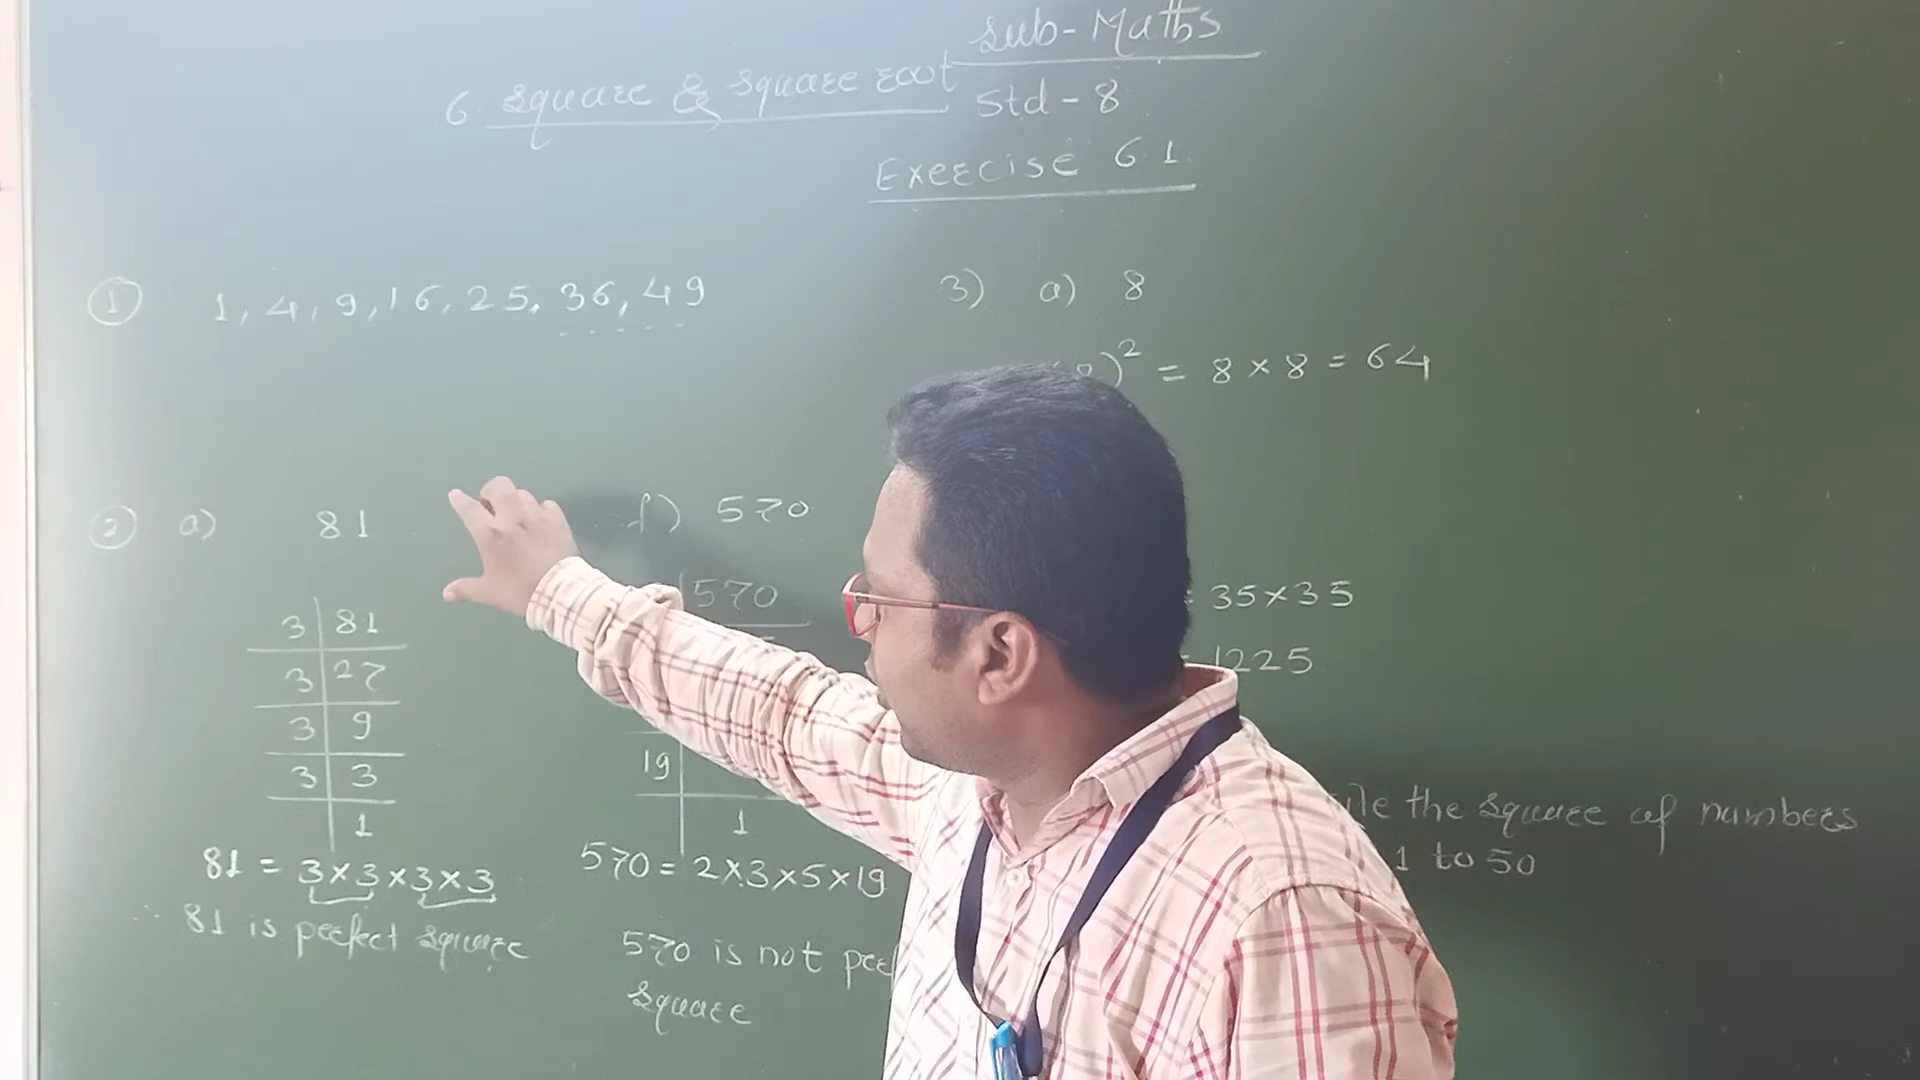 Sub-Maths
6 Square & Square root
Std-8
Exercise 6.1
① 1, 4, 9, 16, 25, 36, 49
② a) 81
3 | 81
3 | 27
3 | 9
3 | 3
1
81 = 3×3×3×3
∴ 81 is perfect square
f) 570
570
19
1
570 = 2×3×5×19
570 is not
square
3) a) 8
)² = 8×8 = 64
= 35×35
= 1225
the square of numbers
1 to 50